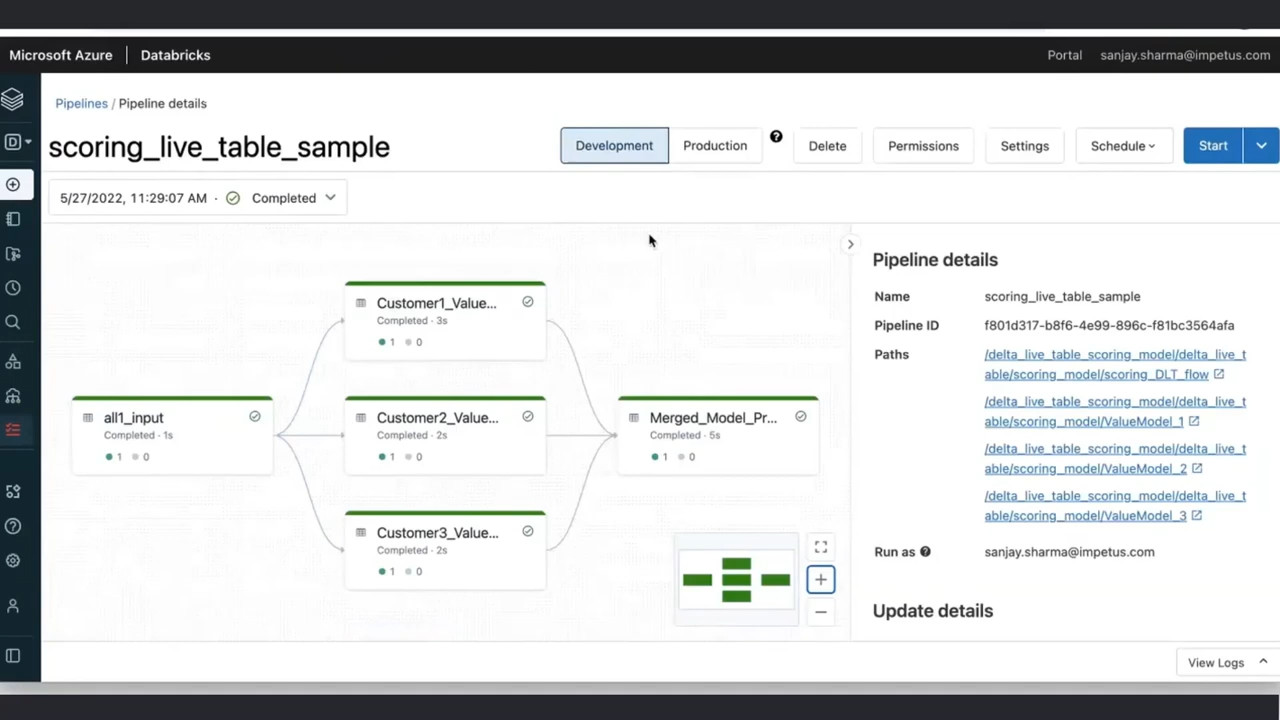 Microsoft Azure Databricks Portal sanjay.sharma@impetus.com
Pipelines / Pipeline details
D
scoring_live_table_sample Development Production ? Delete Permissions Settings Schedule Start
5/27/2022, 11:29:07 AM · Completed
Customer1_Value...
Completed · 3s
1 0
all1_input
Completed · 1s
1 0
Customer2_Value...
Completed · 2s
1 0
Merged_Model_Pr...
Completed · 5s
1 0
Customer3_Value...
Completed · 2s
1 0
Pipeline details
Name scoring_live_table_sample
Pipeline ID f801d317-b8f6-4e99-896c-f81bc3564afa
Paths /delta_live_table_scoring_model/delta_live_t
able/scoring_model/scoring_DLT_flow
/delta_live_table_scoring_model/delta_live_t
able/scoring_model/ValueModel_1
/delta_live_table_scoring_model/delta_live_t
able/scoring_model/ValueModel_2
/delta_live_table_scoring_model/delta_live_t
able/scoring_model/ValueModel_3
Run as ? sanjay.sharma@impetus.com
Update details
View Logs